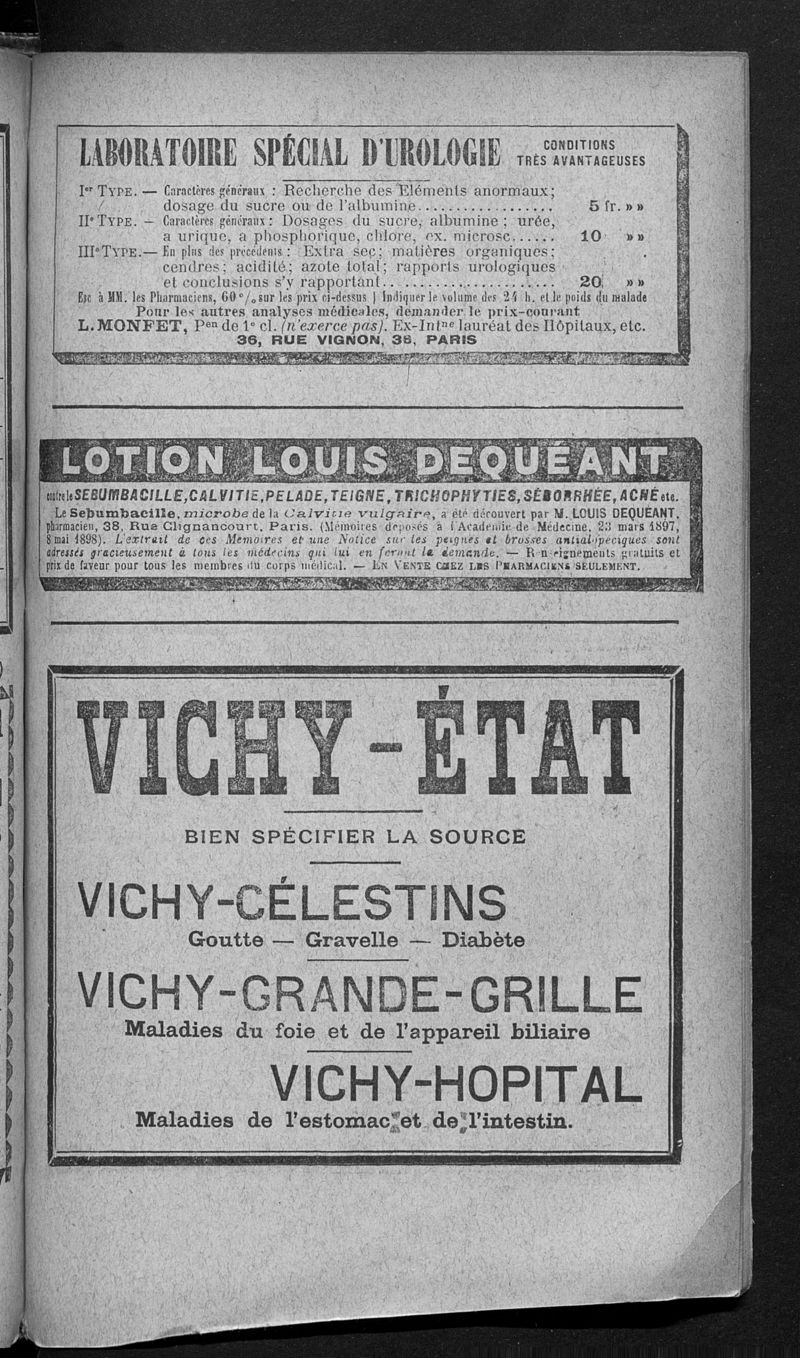 LABORATOIRE SPÉCIAL D'UROLOGIE CONDITIONS
TRÈS AVANTAGEUSES
Ier TYPE. — Caractères généraux : Recherche des Eléments anormaux;
dosage du sucre ou de l'albumine.................. 5 fr. » »
IIe TYPE. — Caractères généraux : Dosages du sucre, albumine ; urée,
a urique, a phosphorique, chlore, ex. microsc...... 10 » »
IIIe TYPE.— En plus des précédents : Extra sec; matières organiques;
cendres; acidité; azote total; rapports urologiques
et conclusions s'y rapportant...................... 20 » »
Esc à MM. les Pharmaciens, 60 % sur les prix ci-dessus | Indiquer le volume des 24 h. et le poids du malade
Pour les autres analyses médicales, demander le prix-courant
L. MONFET, Pen de 1e cl. (n'exerce pas). Ex-Intne lauréat des Hôpitaux, etc.
36, RUE VIGNON, 36, PARIS
LOTION LOUIS DEQUÉANT
contre le SEBUMBACILLE, CALVITIE, PELADE, TEIGNE, TRICHOPHYTIES, SÉBORRHÉE, ACNÉ etc.
Le Sebumbacille, microbe de la Calvitie vulgaire, a été découvert par M. LOUIS DEQUÉANT,
pharmacien, 38, Rue Clignancourt, Paris. (Mémoires déposés à l'Académie de Médecine, 23 mars 1897,
8 mai 1898). L'extrait de ces Mémoires et une Notice sur les peignes et brosses antialopéciques sont
adressés gracieusement à tous les médecins qui lui en feront la demande. — Renseignements gratuits et
prix de faveur pour tous les membres du corps médical. — EN VENTE CHEZ LES PHARMACIENS SEULEMENT.
VICHY-ÉTAT
BIEN SPÉCIFIER LA SOURCE
VICHY-CÉLESTINS
Goutte — Gravelle — Diabète
VICHY-GRANDE-GRILLE
Maladies du foie et de l'appareil biliaire
VICHY-HOPITAL
Maladies de l'estomac et de l'intestin.